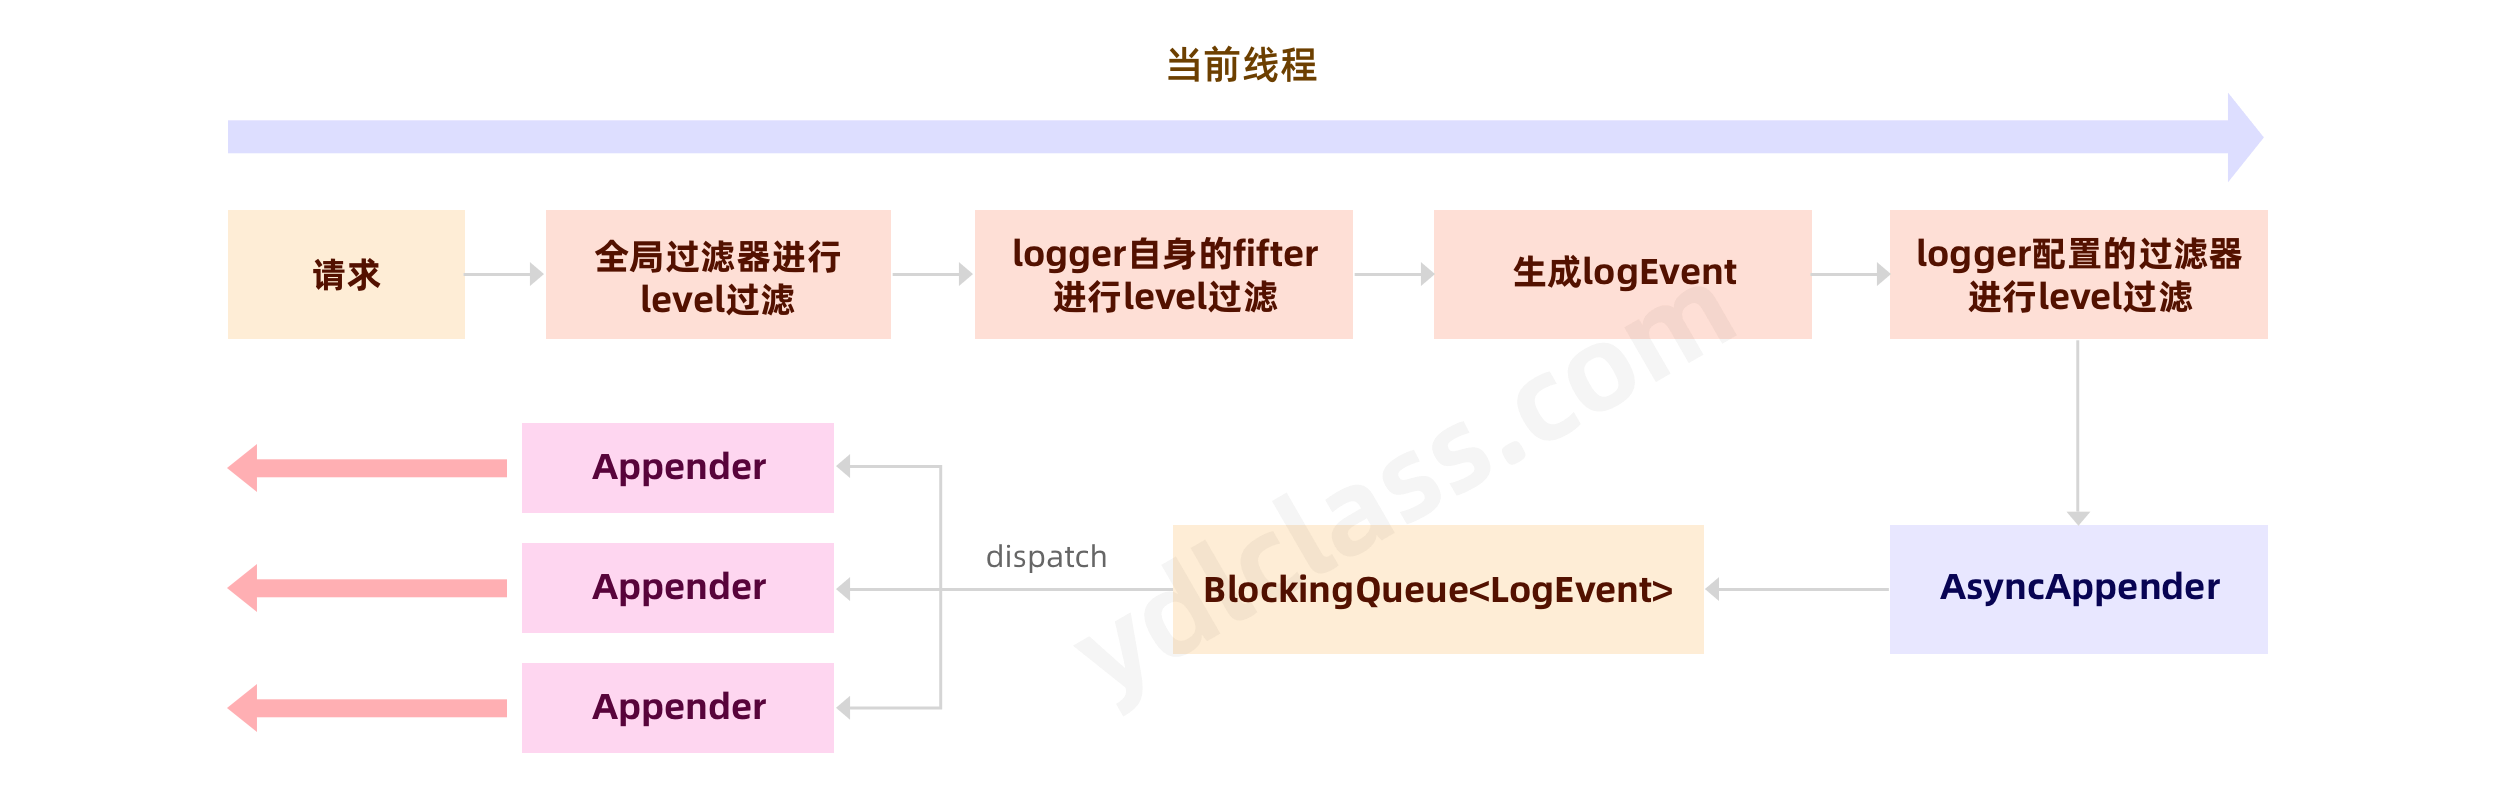 当前线程
请求
全局过滤器进行
level过滤
logger自身的fifter
进行level过滤
生成logEvent
logger配置的过滤器
进行llevel过滤
Appender
Appender
Appender
dispatch
BlockingQueue<LogEvent>
AsyncAppender
ydlclass.com